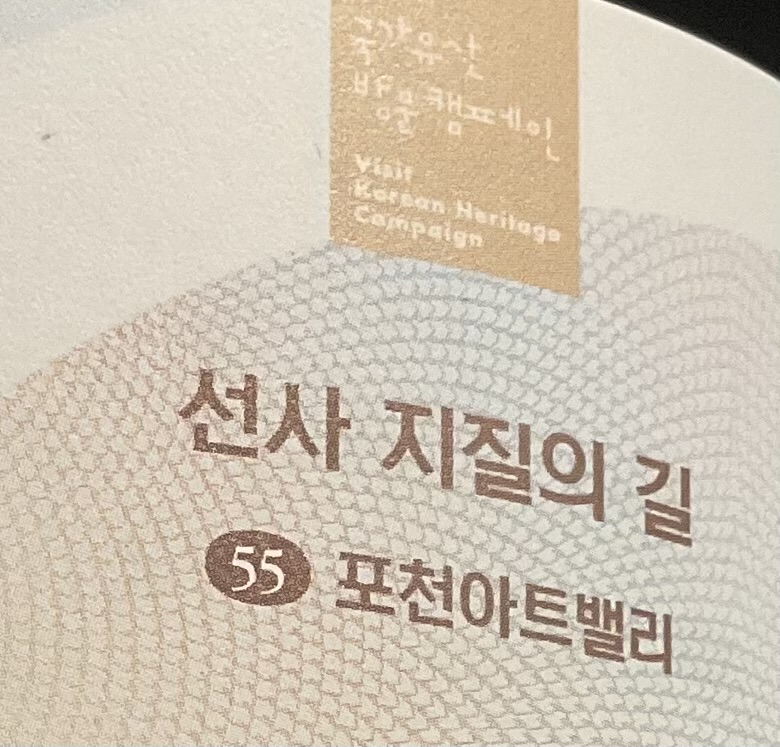 국가유산
방문캠페인
Visit
Korean Heritage
Campaign
선사 지질의 길
55 포천아트밸리